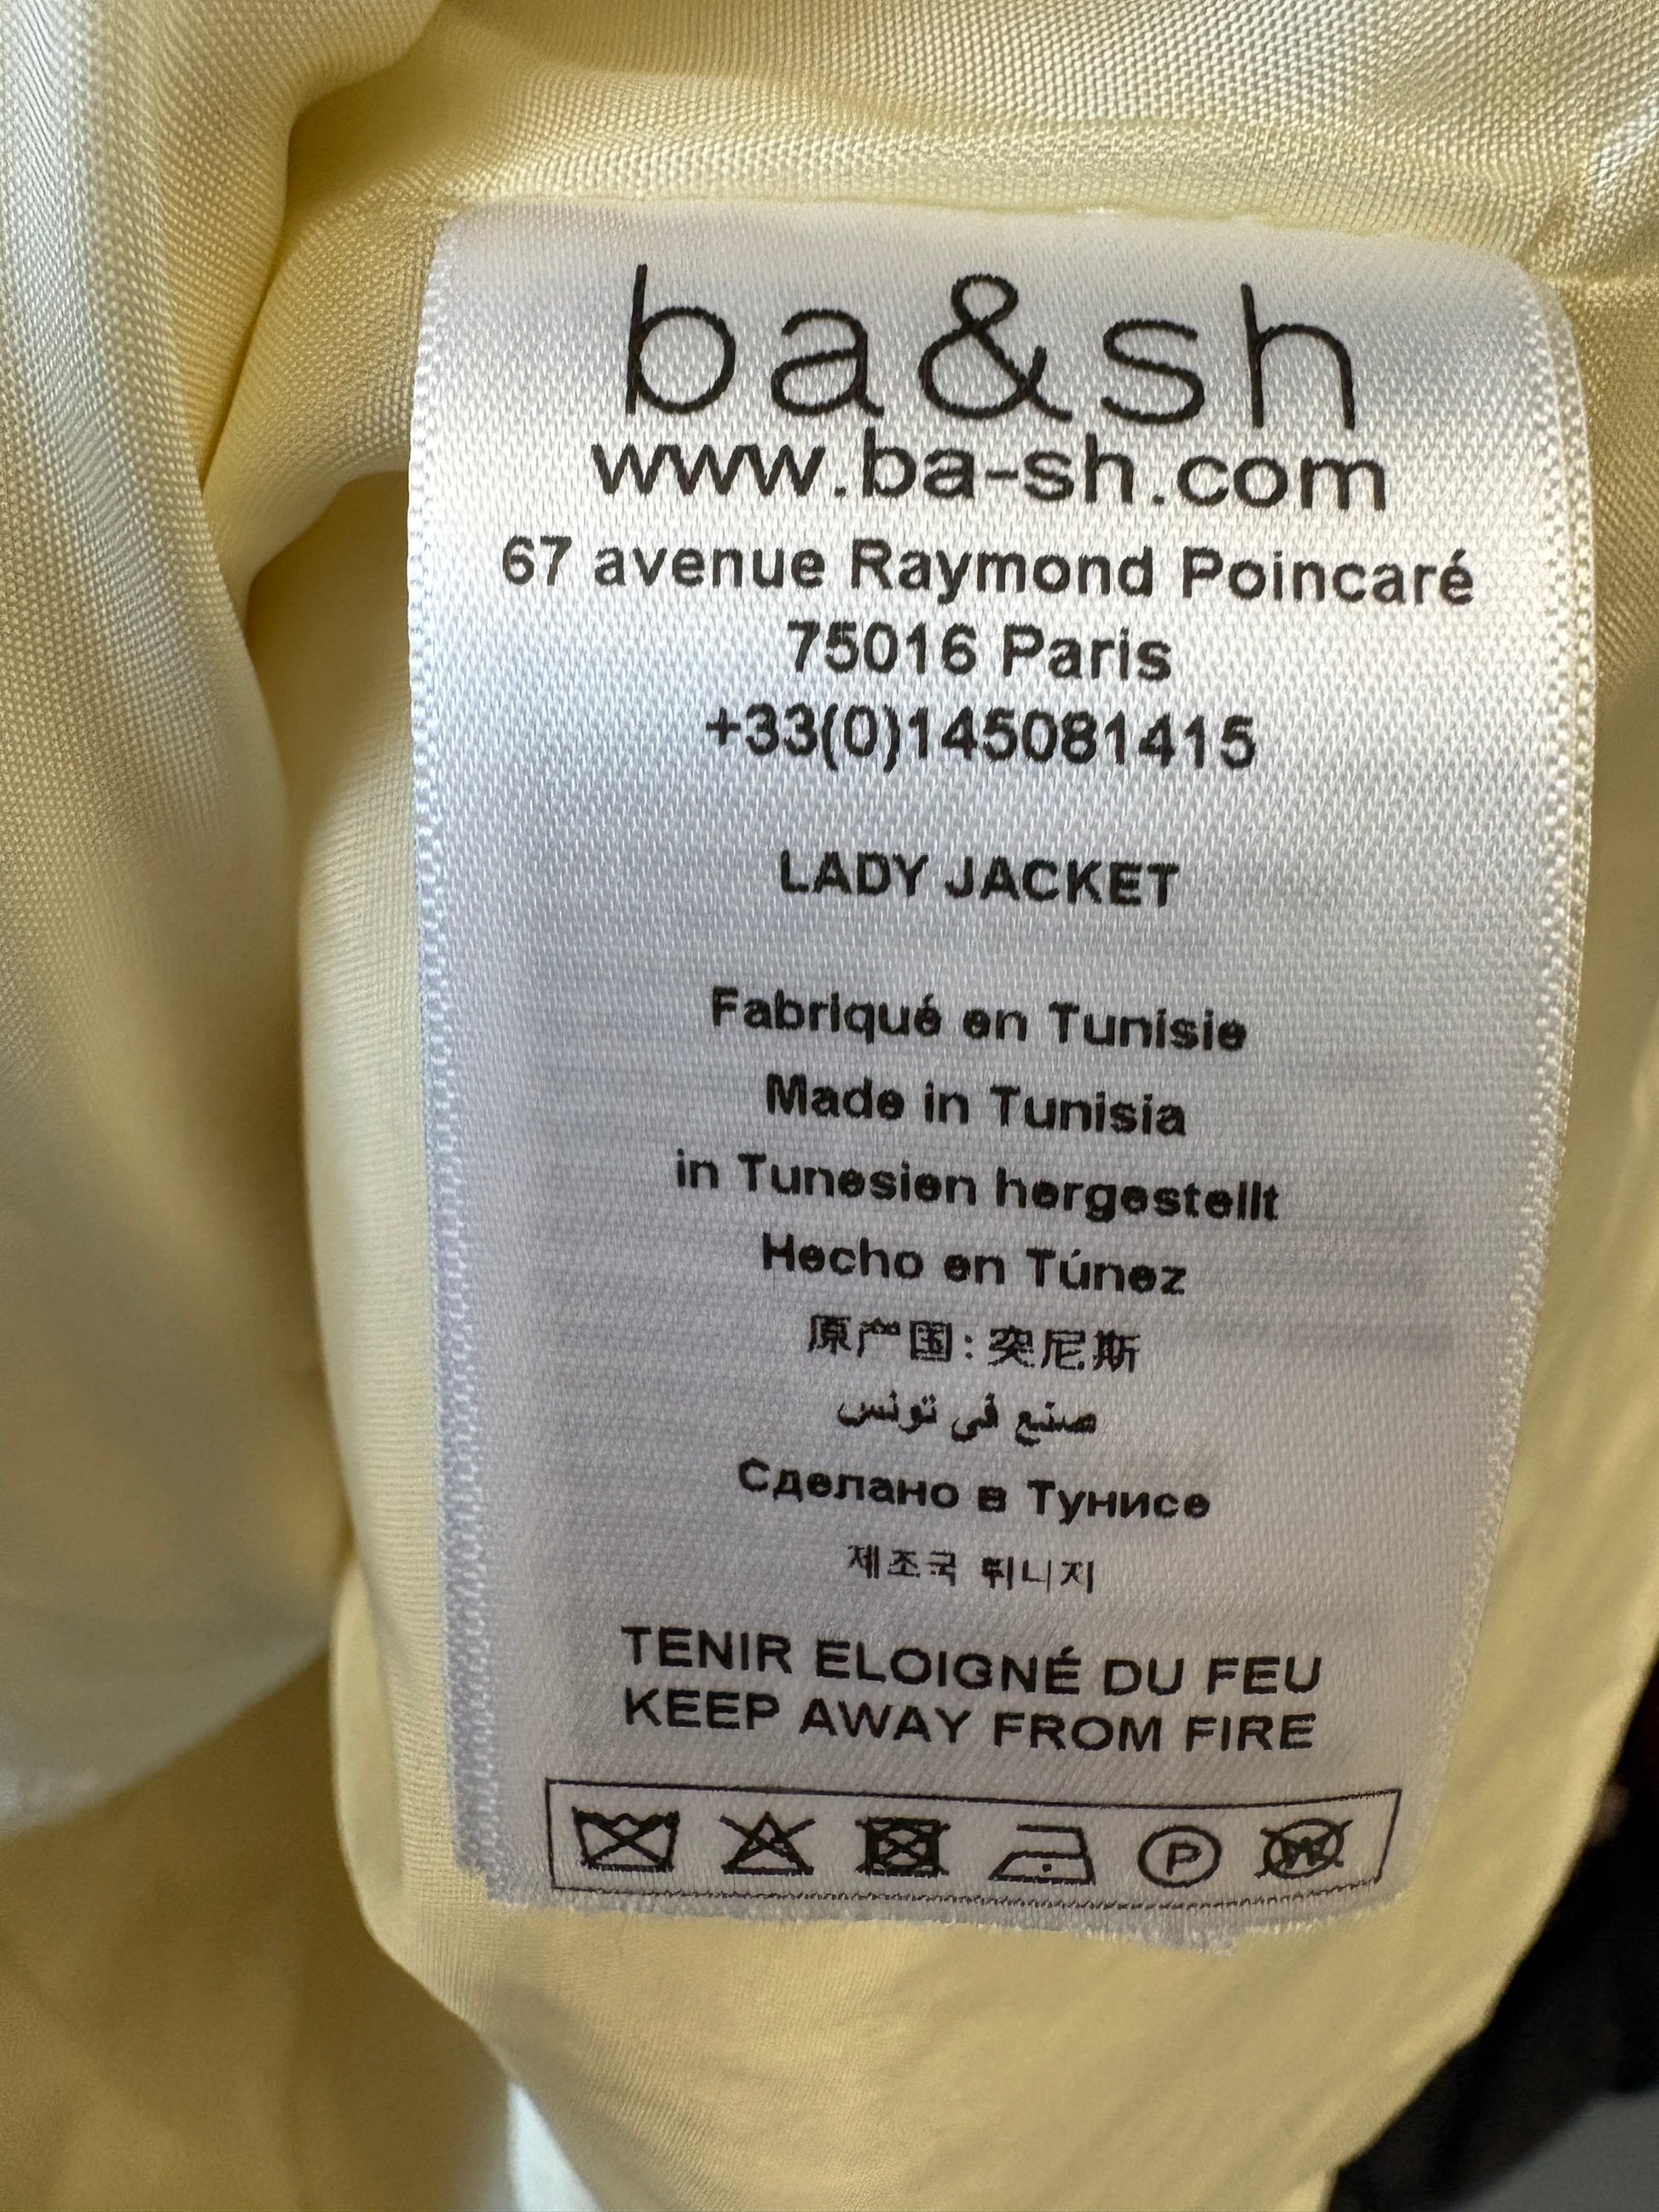 ba&sh
www.ba-sh.com
67 avenue Raymond Poincaré
75016 Paris
+33(0)145081415
LADY JACKET
Fabriqué en Tunisie
Made in Tunisia
in Tunesien hergestellt
Hecho en Túnez
原产国: 突尼斯
صنع في تونس
Сделано в Тунисе
제조국 튀니지
TENIR ELOIGNÉ DU FEU
KEEP AWAY FROM FIRE
P W